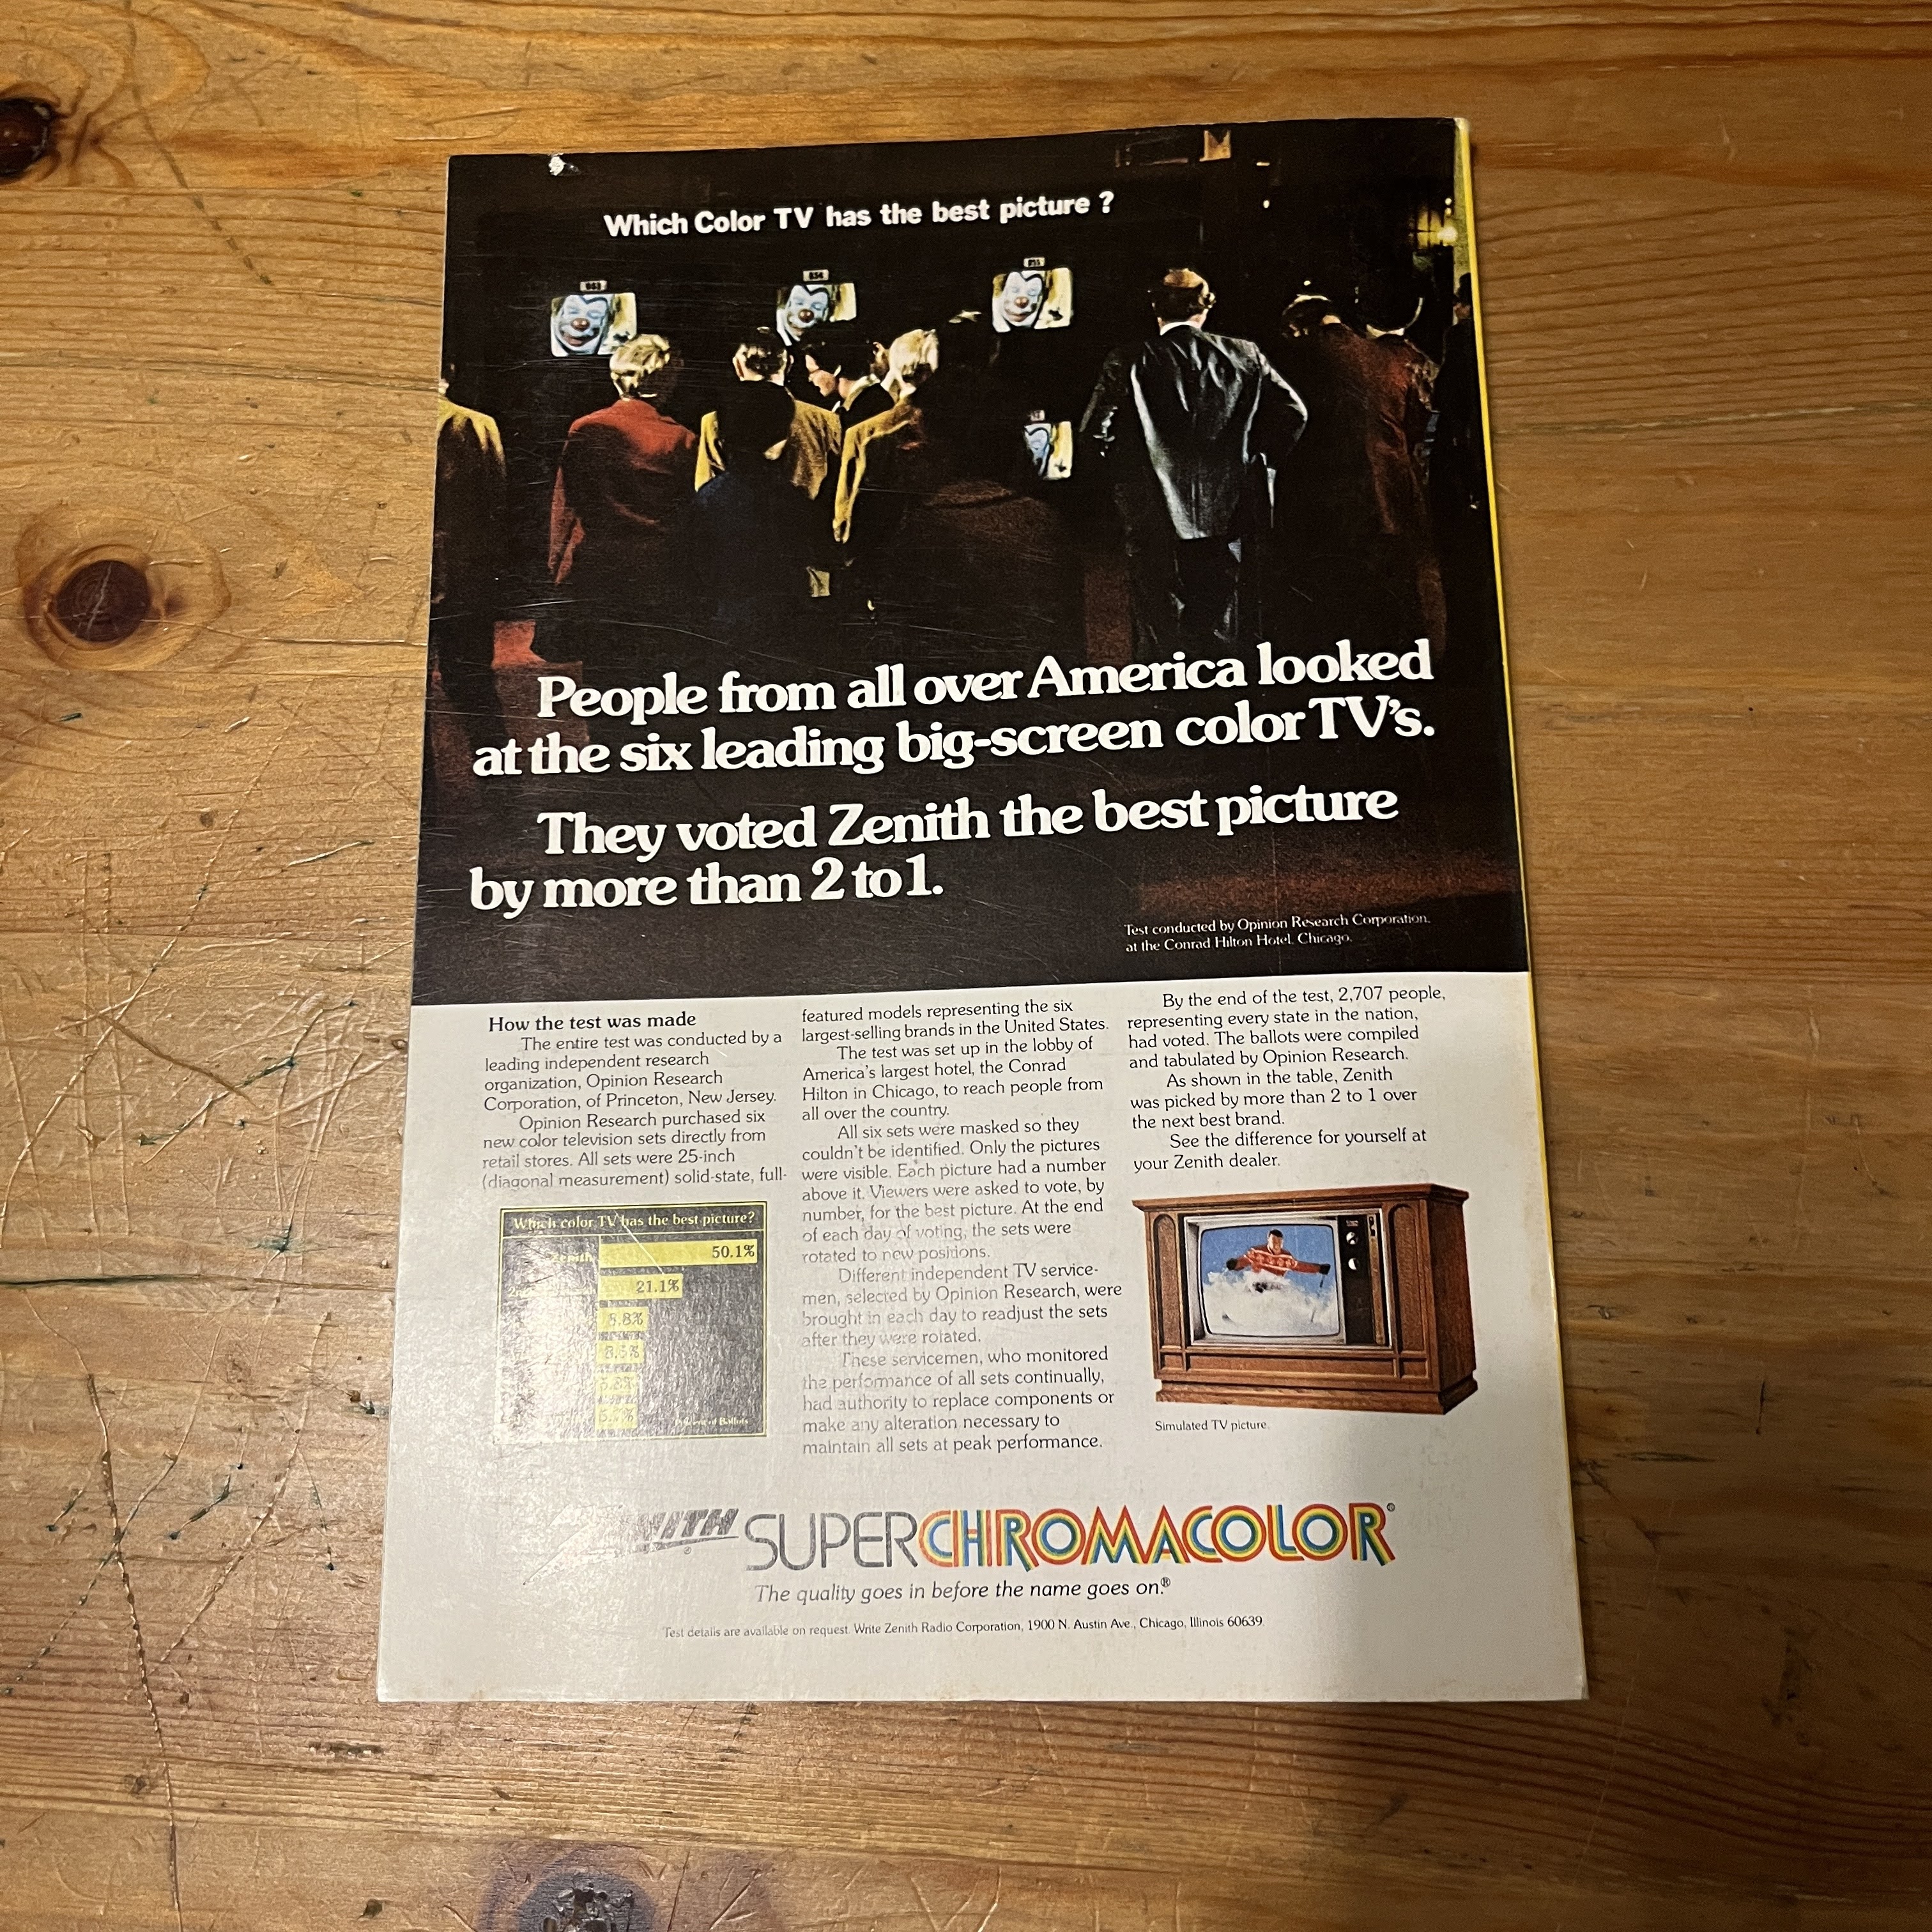 Which Color TV has the best picture ?
People from all over America looked
at the six leading big-screen color TV's.
They voted Zenith the best picture
by more than 2 to 1.
Test conducted by Opinion Research Corporation,
at the Conrad Hilton Hotel, Chicago.
How the test was made
The entire test was conducted by a
leading independent research
organization, Opinion Research
Corporation, of Princeton, New Jersey.
Opinion Research purchased six
new color television sets directly from
retail stores. All sets were 25-inch
(diagonal measurement) solid-state, full-
featured models representing the six
largest-selling brands in the United States.
The test was set up in the lobby of
America's largest hotel, the Conrad
Hilton in Chicago, to reach people from
all over the country.
All six sets were masked so they
couldn't be identified. Only the pictures
were visible. Each picture had a number
above it. Viewers were asked to vote, by
number, for the best picture. At the end
of each day of voting, the sets were
rotated to new positions.
Different independent TV service-
men, selected by Opinion Research, were
brought in each day to readjust the sets
after they were rotated.
These servicemen, who monitored
the performance of all sets continually,
had authority to replace components or
make any alteration necessary to
maintain all sets at peak performance.
By the end of the test, 2,707 people,
representing every state in the nation,
had voted. The ballots were compiled
and tabulated by Opinion Research.
As shown in the table, Zenith
was picked by more than 2 to 1 over
the next best brand.
See the difference for yourself at
your Zenith dealer.
Which color TV has the best picture?
Zenith 50.1%
21.1%
Percent of Ballots
Simulated TV picture.
SUPER CHROMACOLOR®
The quality goes in before the name goes on.®
Test details are available on request. Write Zenith Radio Corporation, 1900 N. Austin Ave., Chicago, Illinois 60639.